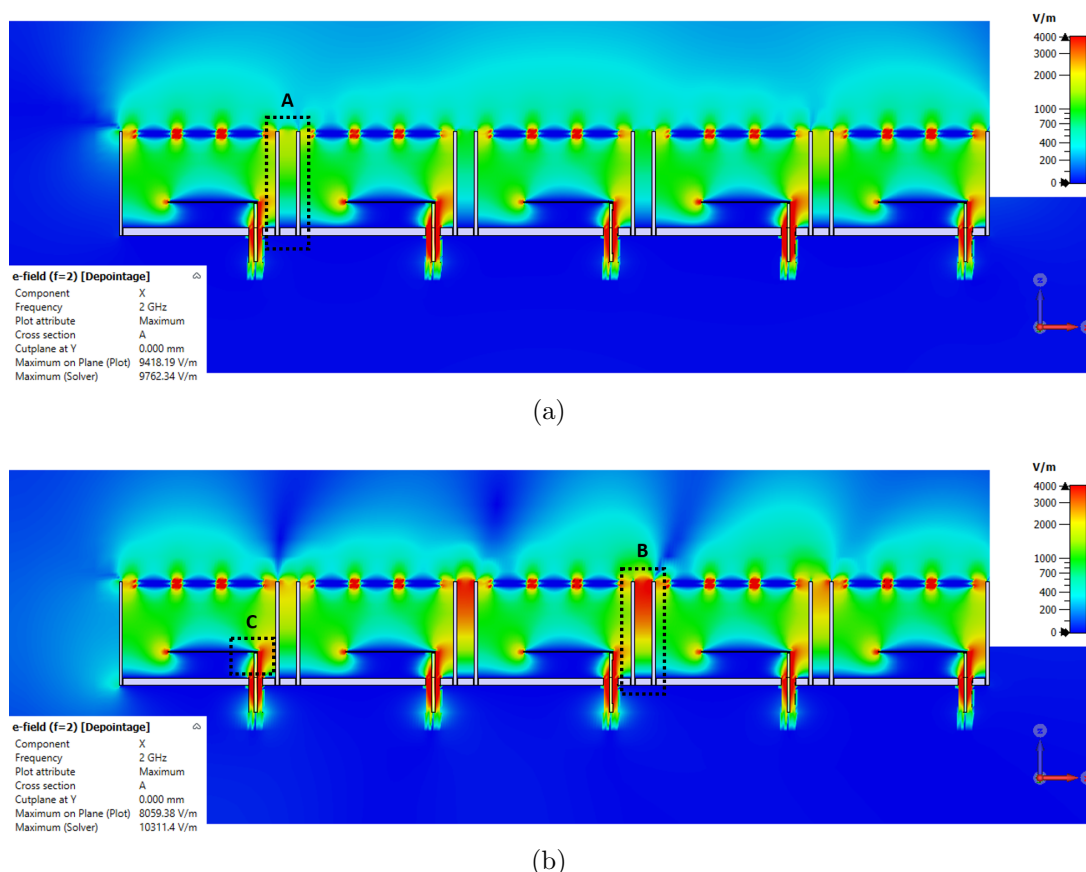 V/m
4000
3000
2000
1000
700
400
200
0
A
e-field (f=2) [Depointage]
Component X
Frequency 2 GHz
Plot attribute Maximum
Cross section A
Cutplane at Y 0.000 mm
Maximum on Plane (Plot) 9418.19 V/m
Maximum (Solver) 9762.34 V/m
z
(a)
V/m
4000
3000
2000
1000
700
400
200
0
B
C
e-field (f=2) [Depointage]
Component X
Frequency 2 GHz
Plot attribute Maximum
Cross section A
Cutplane at Y 0.000 mm
Maximum on Plane (Plot) 8059.38 V/m
Maximum (Solver) 10311.4 V/m
z
(b)